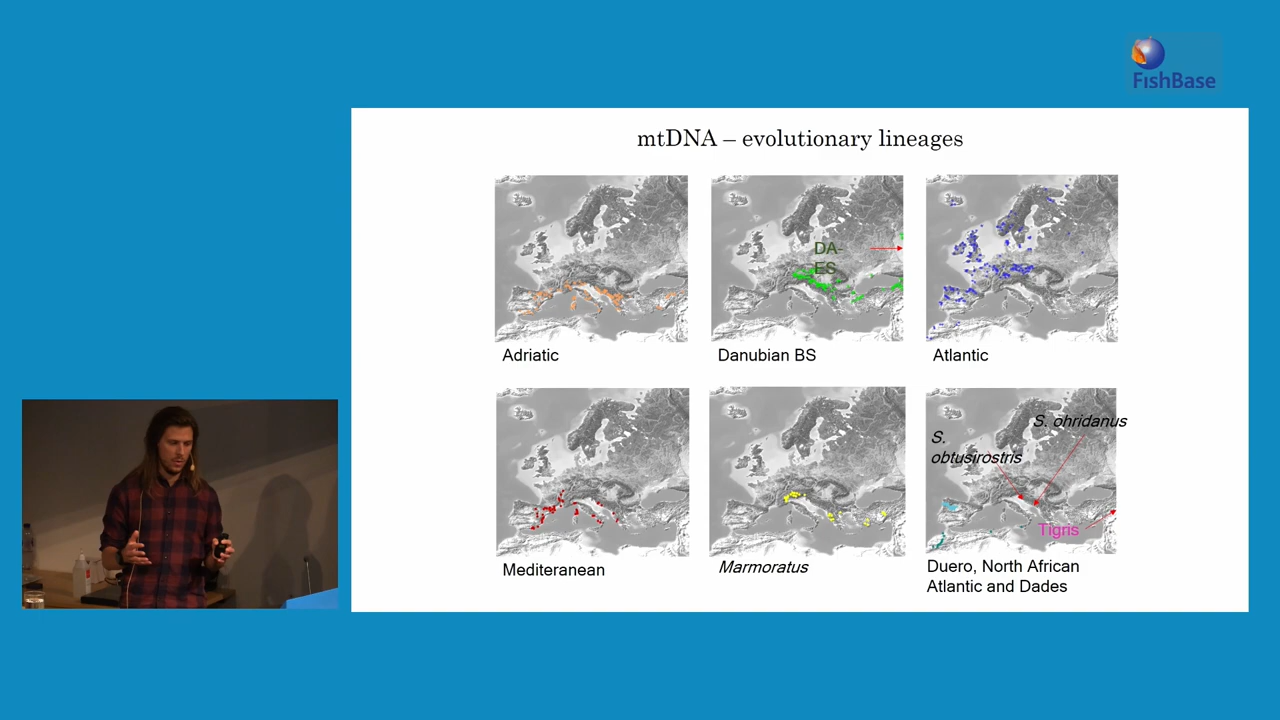 FishBase
mtDNA – evolutionary lineages
DA-
ES
Adriatic
Danubian BS
Atlantic
S. ohridanus
S.
obtusirostris
Tigris
Mediteranean
Marmoratus
Duero, North African
Atlantic and Dades